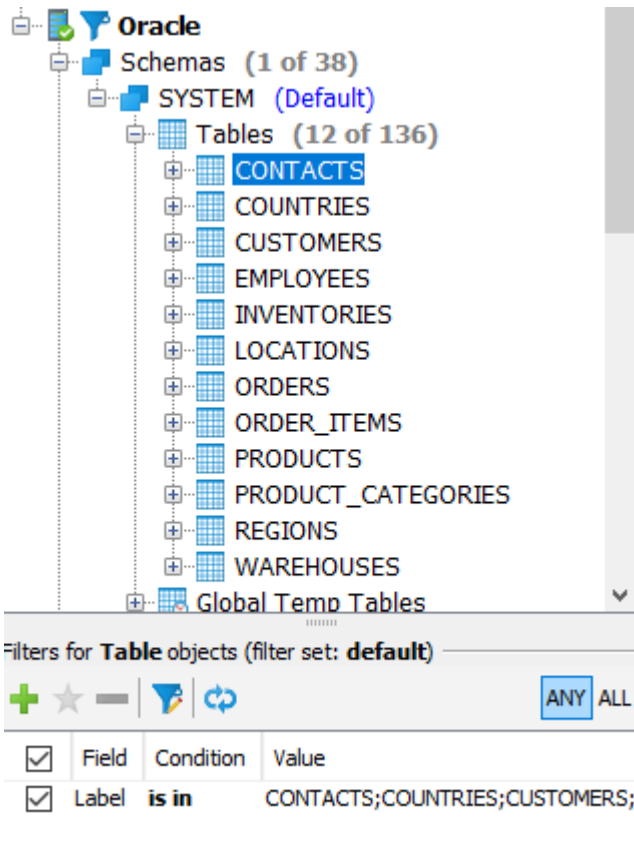 Oracle
Schemas (1 of 38)
SYSTEM (Default)
Tables (12 of 136)
CONTACTS
COUNTRIES
CUSTOMERS
EMPLOYEES
INVENTORIES
LOCATIONS
ORDERS
ORDER_ITEMS
PRODUCTS
PRODUCT_CATEGORIES
REGIONS
WAREHOUSES
Global Temp Tables
Filters for Table objects (filter set: default)
ANY ALL
Field Condition Value
Label is in CONTACTS;COUNTRIES;CUSTOMERS;